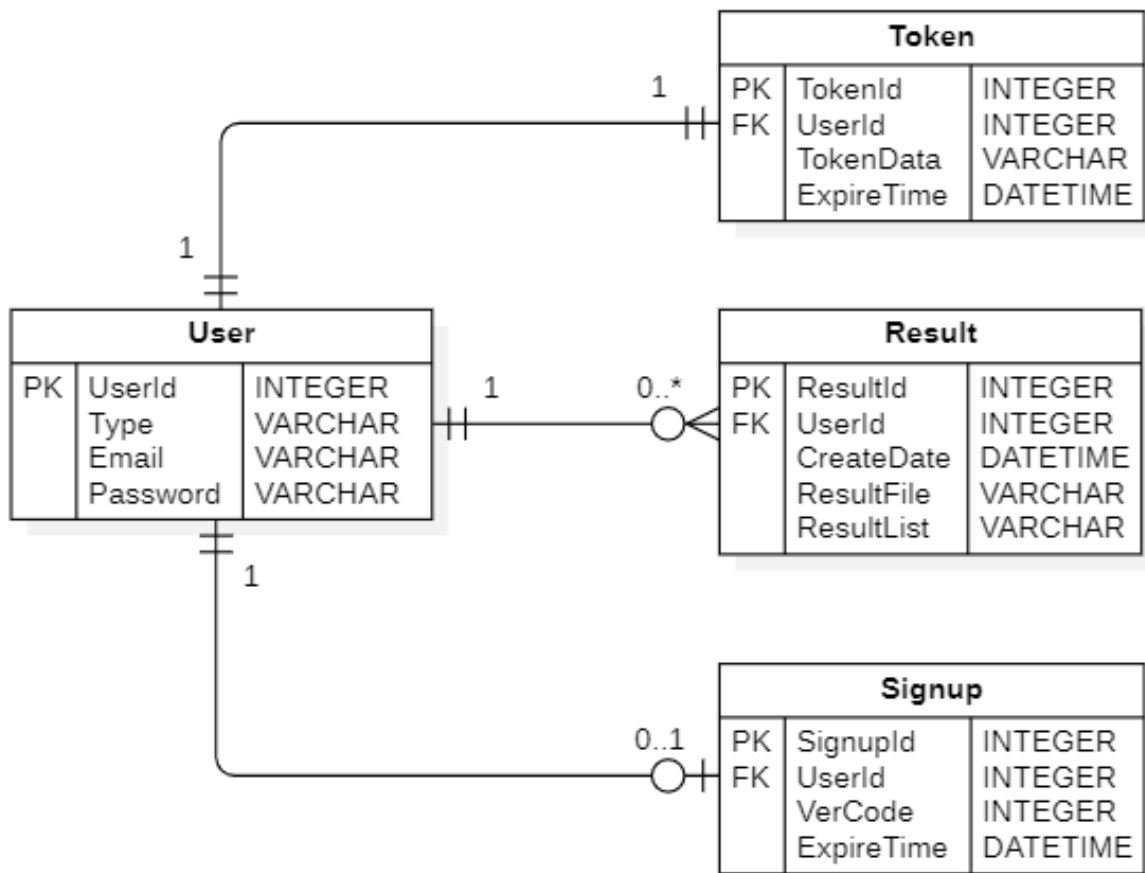 Token
PK TokenId INTEGER
FK UserId INTEGER
TokenData VARCHAR
ExpireTime DATETIME
1
1
User
PK UserId INTEGER
Type VARCHAR
Email VARCHAR
Password VARCHAR
1
0..*
Result
PK ResultId INTEGER
FK UserId INTEGER
CreateDate DATETIME
ResultFile VARCHAR
ResultList VARCHAR
1
0..1
Signup
PK SignupId INTEGER
FK UserId INTEGER
VerCode INTEGER
ExpireTime DATETIME